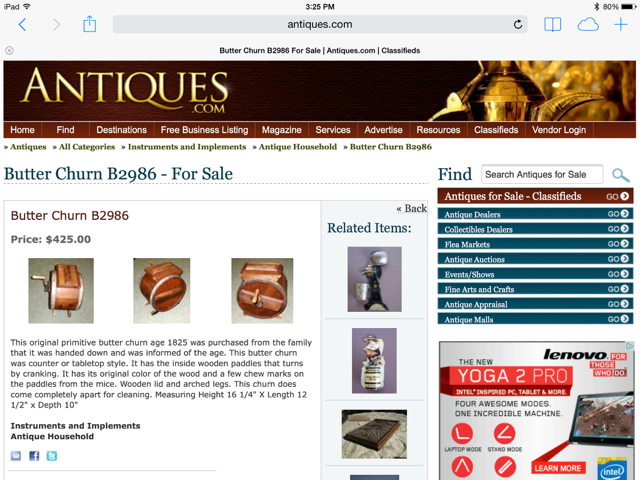 iPad
3:25 PM
80%
antiques.com
Butter Churn B2986 For Sale | Antiques.com | Classifieds
ANTIQUES
.COM
Home Find Destinations Free Business Listing Magazine Services Advertise Resources Classifieds Vendor Login
» Antiques » All Categories » Instruments and Implements » Antique Household » Butter Churn B2986
Butter Churn B2986 - For Sale
Find
Search Antiques for Sale
Butter Churn B2986
Price: $425.00
This original primitive butter churn age 1825 was purchased from the family
that it was handed down and was informed of the age. This butter churn
was counter or tabletop style. It has the inside wooden paddles that turns
by cranking. It has its original color of the wood and a few chew marks on
the paddles from the mice. Wooden lid and arched legs. This churn does
come completely apart for cleaning. Measuring Height 16 1/4" X Length 12
1/2" x Depth 10"
Instruments and Implements
Antique Household
« Back
Related Items:
Antiques for Sale - Classifieds GO
Antique Dealers GO
Collectibles Dealers GO
Flea Markets GO
Antique Auctions GO
Events/Shows GO
Fine Arts and Crafts GO
Antique Appraisal GO
Antique Malls GO
lenovo FOR
THOSE
WHO DO.
THE NEW
YOGA 2 PRO
INTEL® INSPIRED PC, TABLET & MORE.
FOUR AWESOME MODES.
ONE INCREDIBLE MACHINE.
LAPTOP MODE
STAND MODE
LEARN MORE
intel